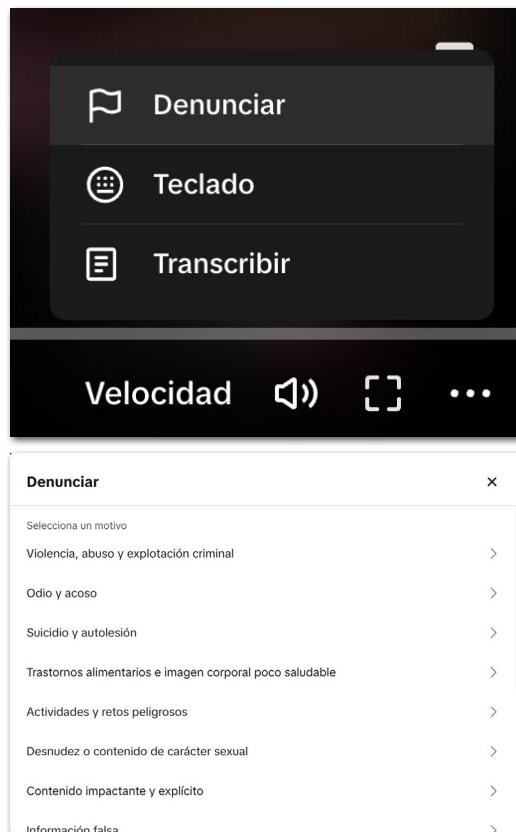 Denunciar
Teclado
Transcribir
Velocidad
Denunciar
Selecciona un motivo
Violencia, abuso y explotación criminal
Odio y acoso
Suicidio y autolesión
Trastornos alimentarios e imagen corporal poco saludable
Actividades y retos peligrosos
Desnudez o contenido de carácter sexual
Contenido impactante y explícito
Información falsa